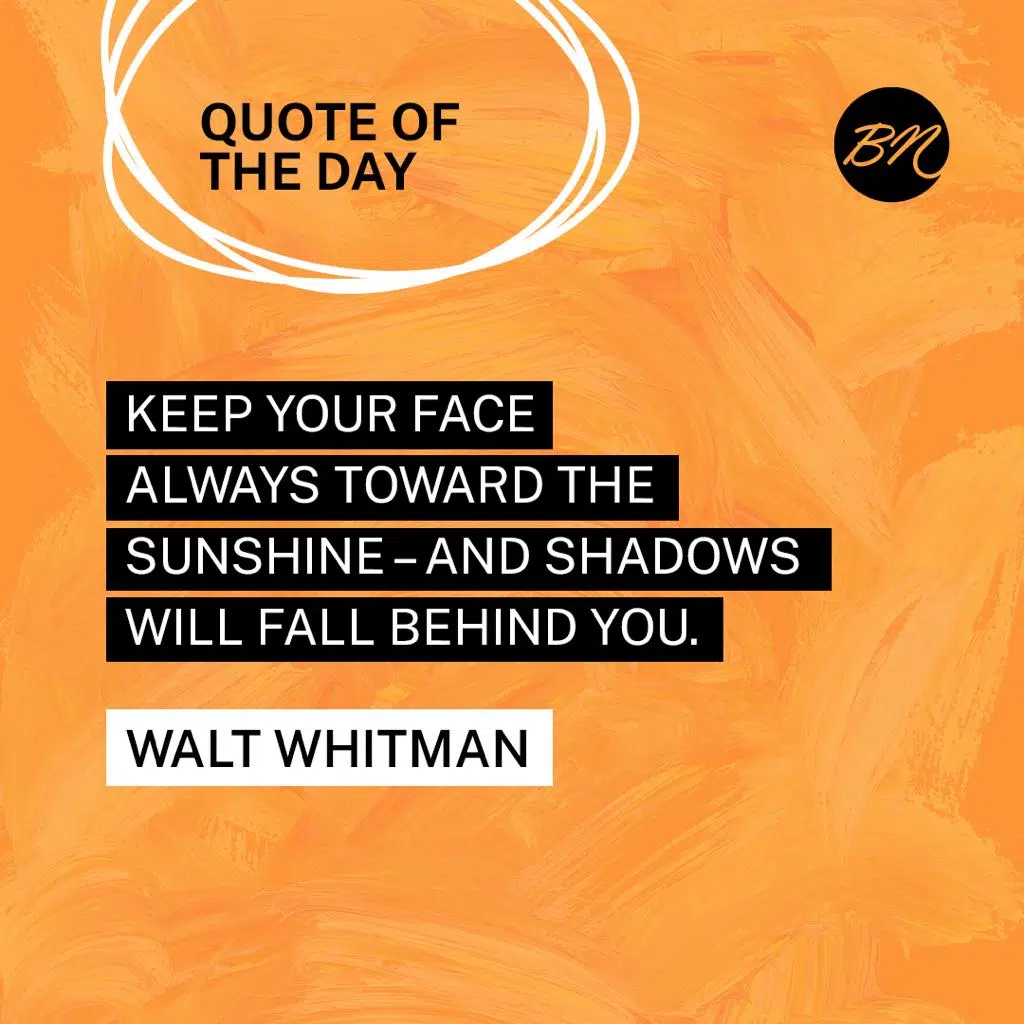 QUOTE OF
THE DAY
BN
KEEP YOUR FACE
ALWAYS TOWARD THE
SUNSHINE – AND SHADOWS
WILL FALL BEHIND YOU.
WALT WHITMAN